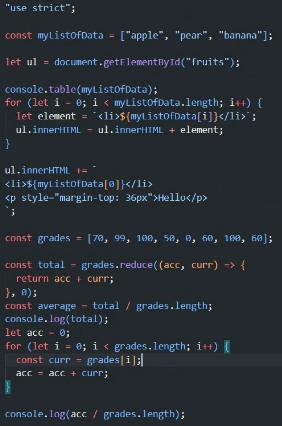 "use strict";
const myListOfData = ["apple", "pear", "banana"];
let ul = document.getElementById("fruits");
console.table(myListOfData);
for (let i = 0; i < myListOfData.length; i++) {
  let element = `<li>${myListOfData[i]}</li>`;
  ul.innerHTML = ul.innerHTML + element;
}
ul.innerHTML += `
<li>${myListOfData[0]}</li>
<p style="margin-top: 36px">Hello</p>
`;
const grades = [70, 99, 100, 50, 0, 60, 100, 60];
const total = grades.reduce((acc, curr) => {
  return acc + curr;
}, 0);
const average = total / grades.length;
console.log(total);
let acc = 0;
for (let i = 0; i < grades.length; i++) {
  const curr = grades[i];
  acc = acc + curr;
}
console.log(acc / grades.length);